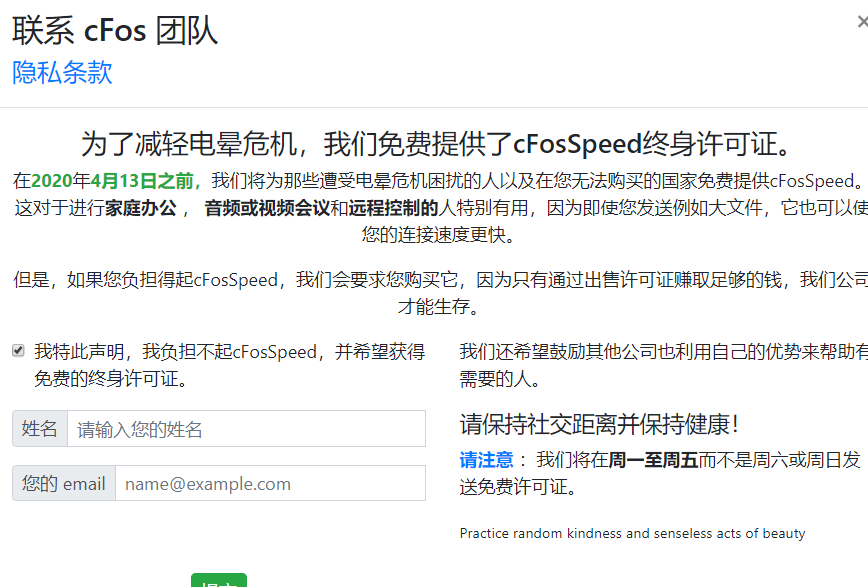 联系 cFos 团队
×
隐私条款
为了减轻电晕危机，我们免费提供了cFosSpeed终身许可证。
在2020年4月13日之前，我们将为那些遭受电晕危机困扰的人以及在您无法购买的国家免费提供cFosSpeed。
这对于进行家庭办公 ， 音频或视频会议和远程控制的人特别有用，因为即使您发送例如大文件，它也可以使
您的连接速度更快。
但是，如果您负担得起cFosSpeed，我们会要求您购买它，因为只有通过出售许可证赚取足够的钱，我们公司
才能生存。
我特此声明，我负担不起cFosSpeed，并希望获得
免费的终身许可证。
姓名 请输入您的姓名
您的 email name@example.com
提交
我们还希望鼓励其他公司也利用自己的优势来帮助有
需要的人。
请保持社交距离并保持健康！
请注意 ：我们将在周一至周五而不是周六或周日发
送免费许可证。
Practice random kindness and senseless acts of beauty